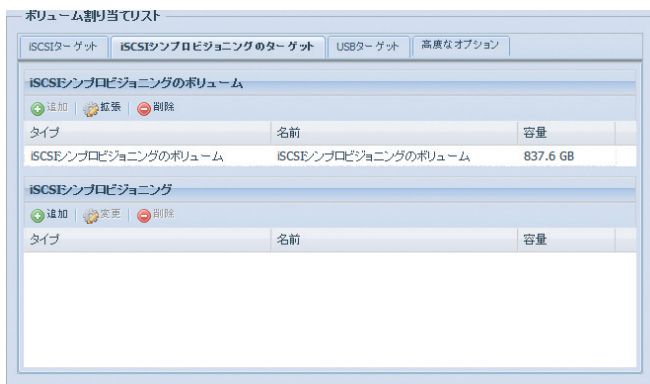 ボリューム割り当てリスト
iSCSIターゲット iSCSIシンプロビジョニングのターゲット USBターゲット 高度なオプション
iSCSIシンプロビジョニングのボリューム
追加 拡張 削除
タイプ 名前 容量
iSCSIシンプロビジョニングのボリューム iSCSIシンプロビジョニングのボリューム 837.6 GB
iSCSIシンプロビジョニング
追加 変更 削除
タイプ 名前 容量